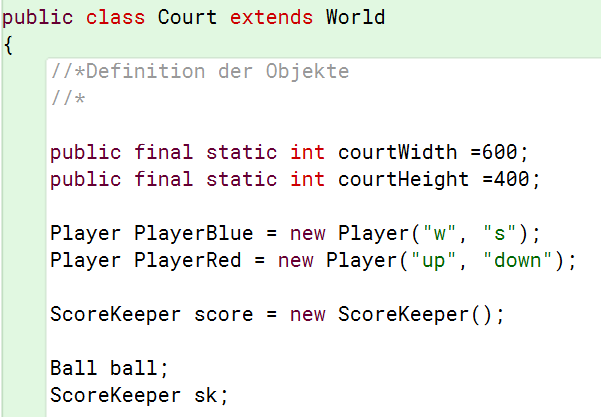 public class Court extends World
{
//*Definition der Objekte
//*
public final static int courtWidth =600;
public final static int courtHeight =400;
Player PlayerBlue = new Player("w", "s");
Player PlayerRed = new Player("up", "down");
ScoreKeeper score = new ScoreKeeper();
Ball ball;
ScoreKeeper sk;